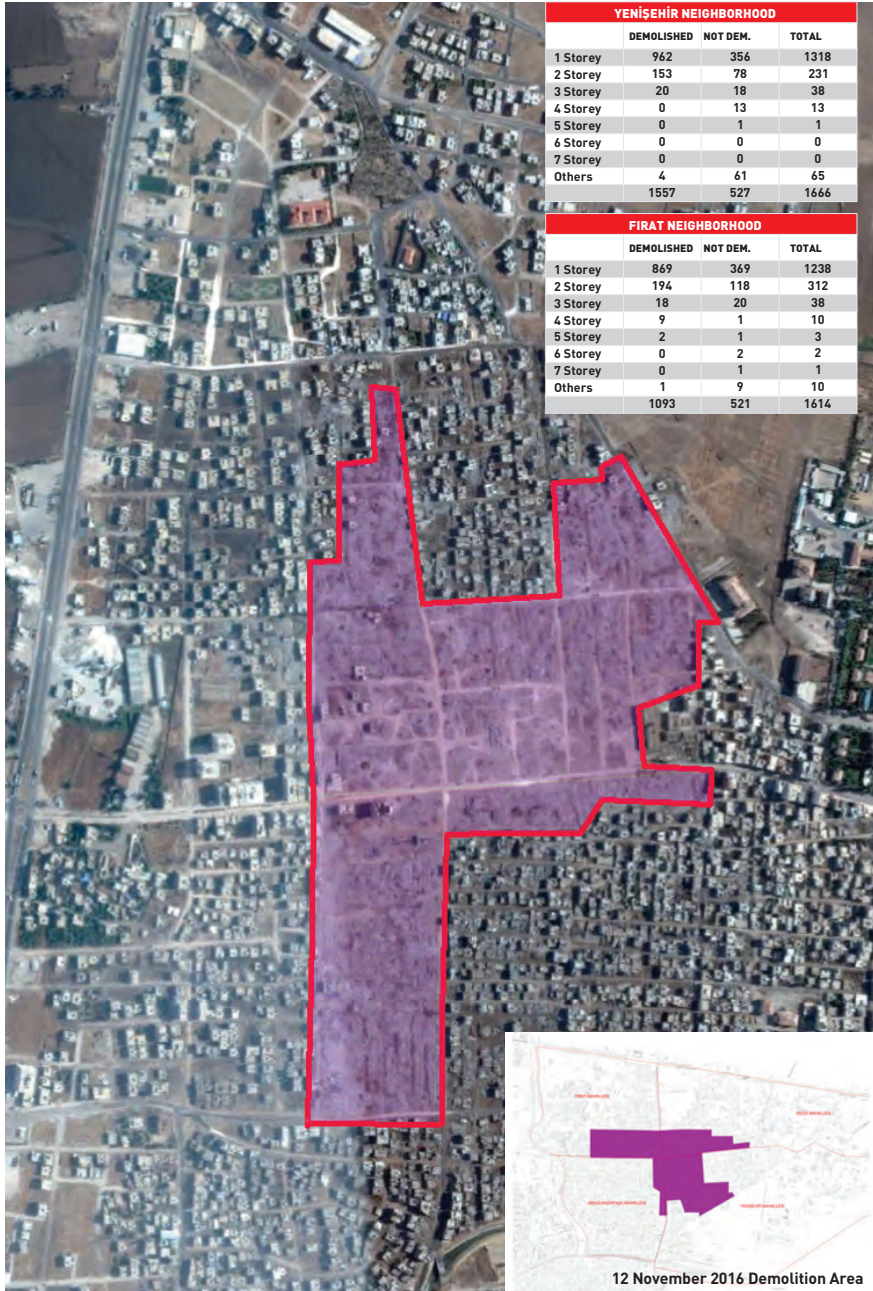 YENİŞEHİR NEIGHBORHOOD
DEMOLISHED NOT DEM. TOTAL
1 Storey 962 356 1318
2 Storey 153 78 231
3 Storey 20 18 38
4 Storey 0 13 13
5 Storey 0 1 1
6 Storey 0 0 0
7 Storey 0 0 0
Others 4 61 65
1557 527 1666
FIRAT NEIGHBORHOOD
DEMOLISHED NOT DEM. TOTAL
1 Storey 869 369 1238
2 Storey 194 118 312
3 Storey 18 20 38
4 Storey 9 1 10
5 Storey 2 1 3
6 Storey 0 2 2
7 Storey 0 1 1
Others 1 9 10
1093 521 1614
12 November 2016 Demolition Area